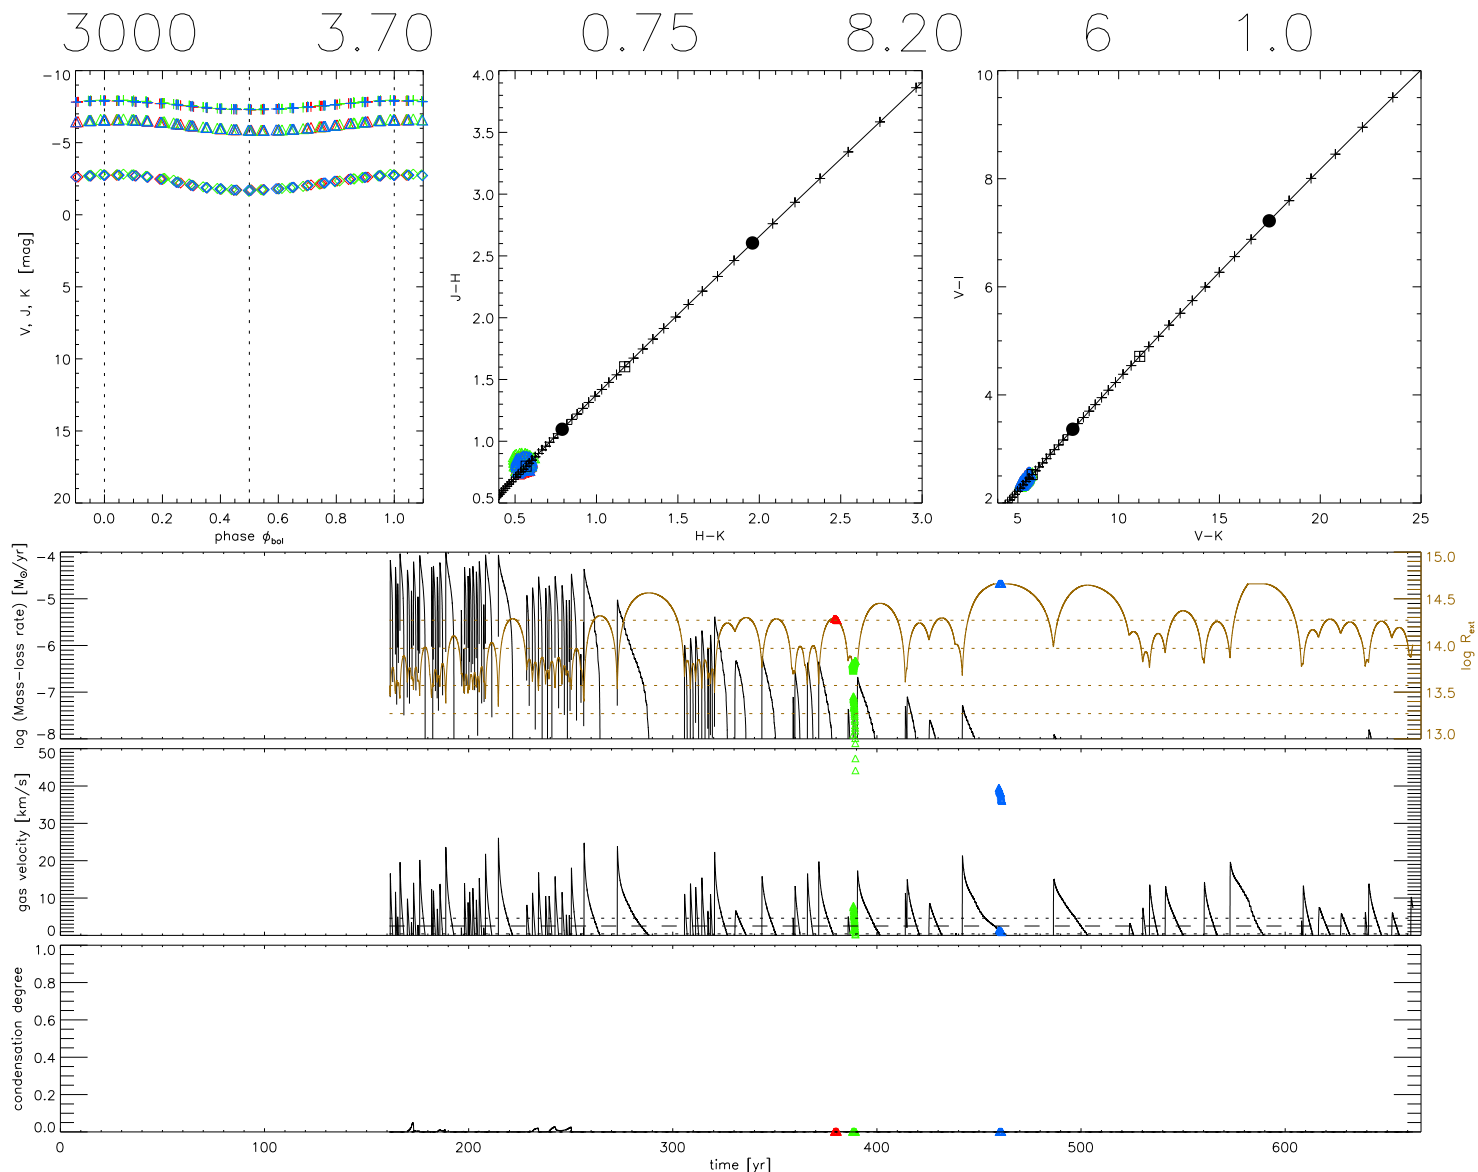 3000 3.70 0.75 8.20 6 1.0
−10
−5
0
5
10
15
20
V, J, K [mag]
0.0 0.2 0.4 0.6 0.8 1.0
phase ϕbol
4.0
3.5
3.0
2.5
2.0
1.5
1.0
0.5
J−H
0.5 1.0 1.5 2.0 2.5 3.0
H−K
10
8
6
4
2
V−I
5 10 15 20 25
V−K
−4
−5
−6
−7
−8
log (Mass−loss rate) [M⊙/yr]
15.0
14.5
14.0
13.5
13.0
log Rext
50
40
30
20
10
0
gas velocity [km/s]
1.0
0.8
0.6
0.4
0.2
0.0
condensation degree
0 100 200 300 400 500 600
time [yr]